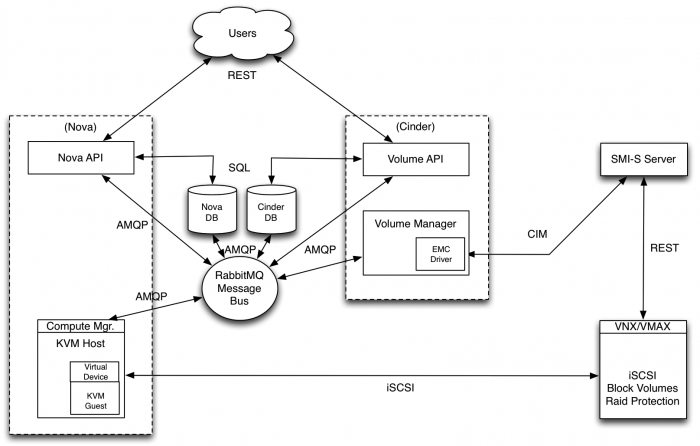 Users
REST
(Nova)
(Cinder)
Nova API
SQL
Volume API
SMI-S Server
Nova
DB
Cinder
DB
AMQP
AMQP
AMQP
Volume Manager
EMC
Driver
CIM
REST
RabbitMQ
Message
Bus
AMQP
Compute Mgr.
KVM Host
Virtual
Device
KVM
Guest
iSCSI
VNX/VMAX
iSCSI
Block Volumes
Raid Protection